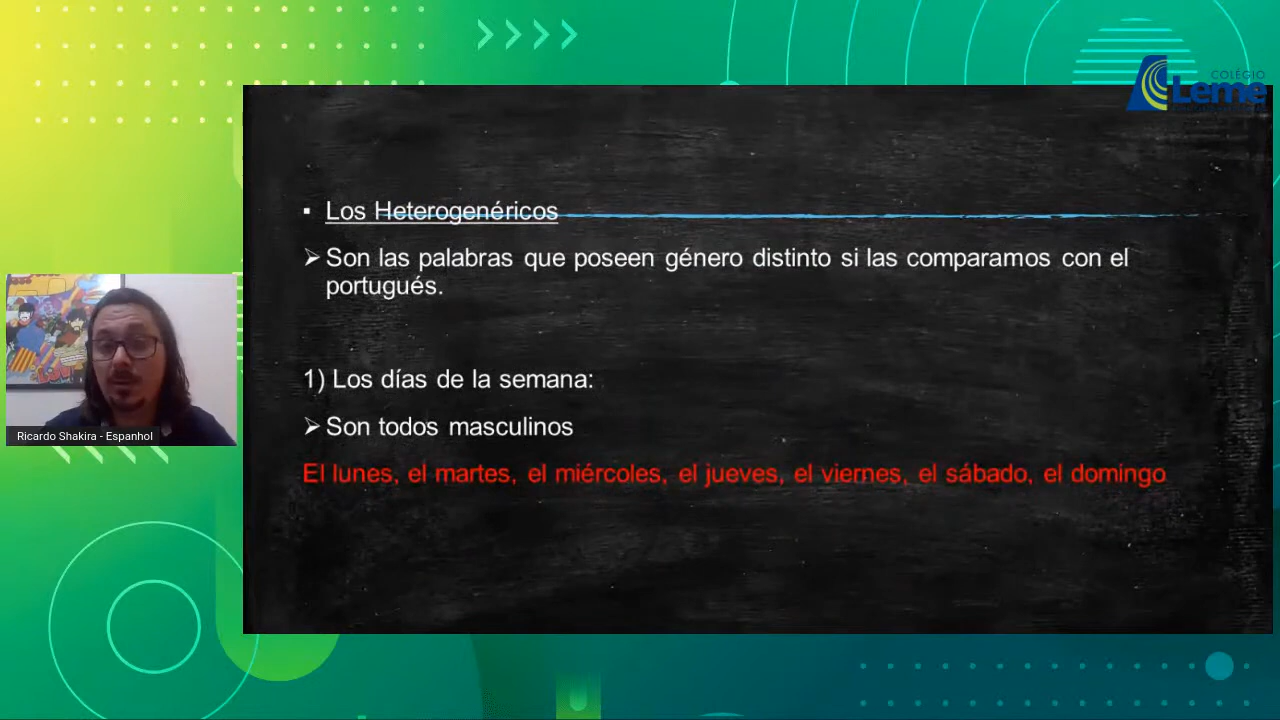 COLÉGIO
Leme
▪ Los Heterogenéricos
➢ Son las palabras que poseen género distinto si las comparamos con el
portugués.
1) Los días de la semana:
➢ Son todos masculinos
El lunes, el martes, el miércoles, el jueves, el viernes, el sábado, el domingo
Ricardo Shakira - Espanhol